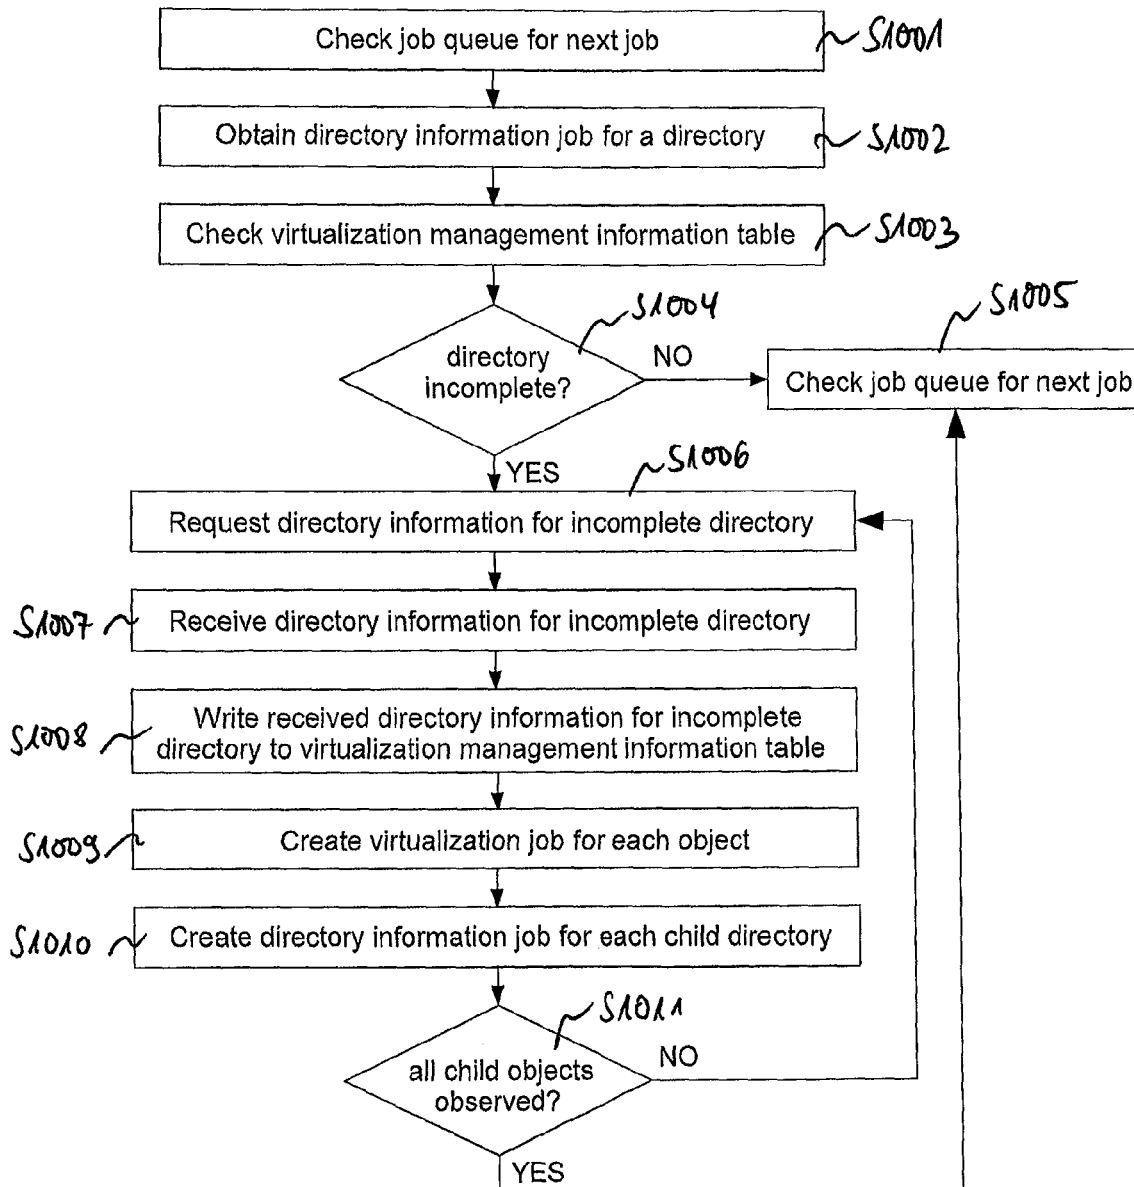 Check job queue for next job
S1001
Obtain directory information job for a directory
S1002
Check virtualization management information table
S1003
S1004
directory
incomplete?
NO
S1005
Check job queue for next job
YES
S1006
Request directory information for incomplete directory
S1007
Receive directory information for incomplete directory
S1008
Write received directory information for incomplete
directory to virtualization management information table
S1009
Create virtualization job for each object
S1010
Create directory information job for each child directory
S1011
all child objects
observed?
NO
YES